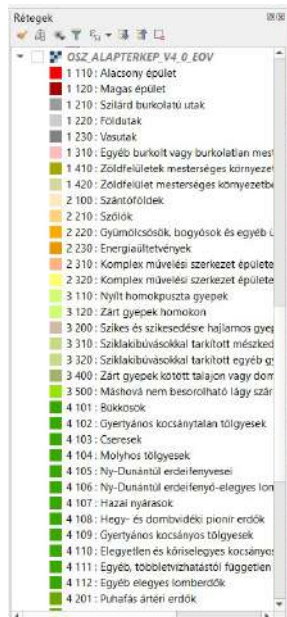 Rétegek
OSZ_ALAPTERKEP_V4_0_EOV
1 110 : Alacsony épület
1 120 : Magas épület
1 210 : Szilárd burkolatú utak
1 220 : Földutak
1 230 : Vasutak
1 310 : Egyéb burkolt vagy burkolatlan mest
1 410 : Zöldfelületek mesterséges környezet
1 420 : Zöldfelület mesterséges környezetbe
2 100 : Szántóföldek
2 210 : Szőlők
2 220 : Gyümölcsösök, bogyósok és egyéb ü
2 230 : Energiaültetvények
2 310 : Komplex művelési szerkezet épülete
2 320 : Komplex művelési szerkezet épülete
3 110 : Nyílt homokpuszta gyepek
3 120 : Zárt gyepek homokon
3 200 : Szikes és szikesedésre hajlamos gyep
3 310 : Sziklakibúvásokkal tarkított mészked
3 320 : Sziklakibúvásokkal tarkított egyéb gy
3 400 : Zárt gyepek kötött talajon vagy dom
3 500 : Máshová nem besorolható lágy szár
4 101 : Bükkösök
4 102 : Gyertyános kocsánytalan tölgyesek
4 103 : Cseresek
4 104 : Molyhos tölgyesek
4 105 : Ny-Dunántúl erdeifenyvesei
4 106 : Ny-Dunántúl erdeifenyő-elegyes lom
4 107 : Hazai nyárasok
4 108 : Hegy- és dombvidéki pionír erdők
4 109 : Gyertyános kocsányos tölgyesek
4 110 : Elegyetlen és kőriselegyes kocsányos
4 111 : Egyéb, többletvízhatástól független
4 112 : Egyéb elegyes lomberdők
4 201 : Puhafás ártéri erdők